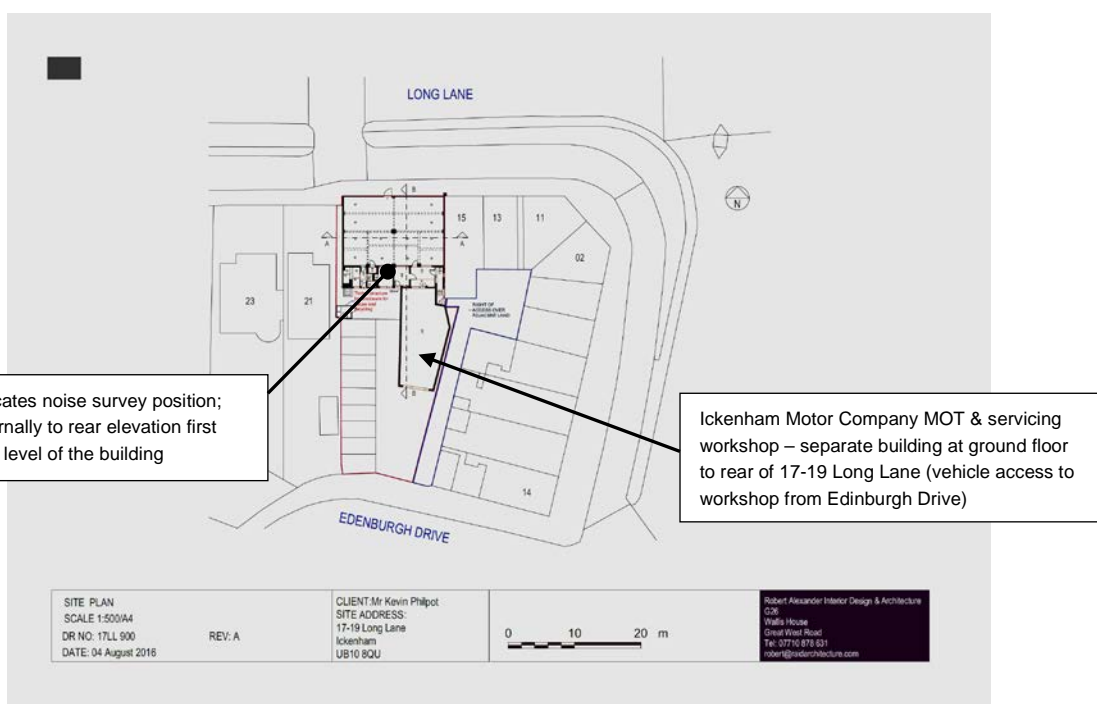 LONG LANE
N
B
A
A
15
13
11
02
23
21
RIGHT OF
ACCESS OVER
ADJACENT LAND
B
14
EDENBURGH DRIVE
cates noise survey position;
rnally to rear elevation first
level of the building
Ickenham Motor Company MOT & servicing
workshop – separate building at ground floor
to rear of 17-19 Long Lane (vehicle access to
workshop from Edinburgh Drive)
SITE PLAN
SCALE 1:500/A4
DR NO: 17LL 900 REV: A
DATE: 04 August 2016
CLIENT:Mr Kevin Philpot
SITE ADDRESS:
17-19 Long Lane
Ickenham
UB10 8QU
0 10 20 m
Robert Alexander Interior Design & Architecture
G26
Wallis House
Great West Road
Tel: 07710 878 631
robert@raidarchitecture.com